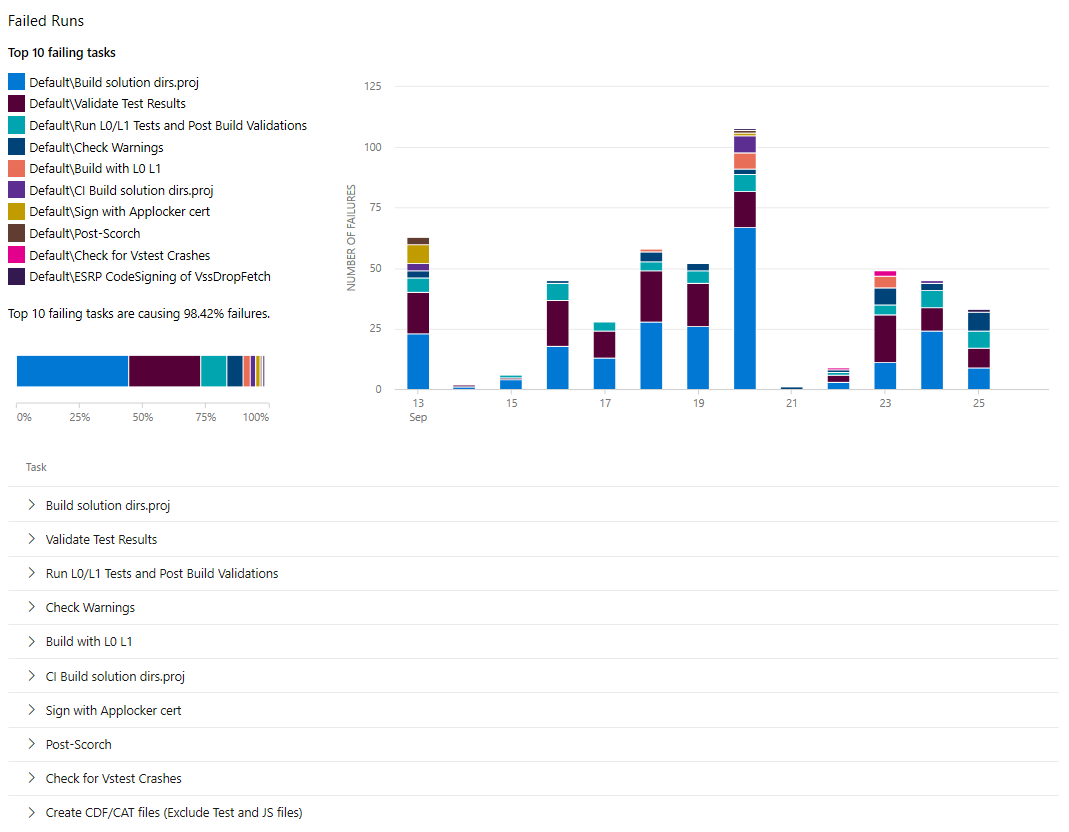 Failed Runs
Top 10 failing tasks
Default\Build solution dirs.proj
Default\Validate Test Results
Default\Run L0/L1 Tests and Post Build Validations
Default\Check Warnings
Default\Build with L0 L1
Default\CI Build solution dirs.proj
Default\Sign with Applocker cert
Default\Post-Scorch
Default\Check for Vstest Crashes
Default\ESRP CodeSigning of VssDropFetch
Top 10 failing tasks are causing 98.42% failures.
0% 25% 50% 75% 100%
NUMBER OF FAILURES
125
100
75
50
25
0
13 15 17 19 21 23 25
Sep
Task
Build solution dirs.proj
Validate Test Results
Run L0/L1 Tests and Post Build Validations
Check Warnings
Build with L0 L1
CI Build solution dirs.proj
Sign with Applocker cert
Post-Scorch
Check for Vstest Crashes
Create CDF/CAT files (Exclude Test and JS files)